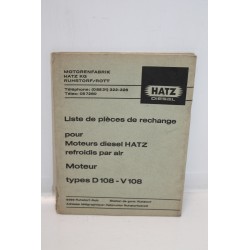 MOTORENFABRIK
HATZ KG
RUHSTORF/ROTT
HATZ
DIESEL
Liste de pièces de rechange
pour
Moteurs diesel HATZ
refroidis par air
Moteur
types D 108 - V 108